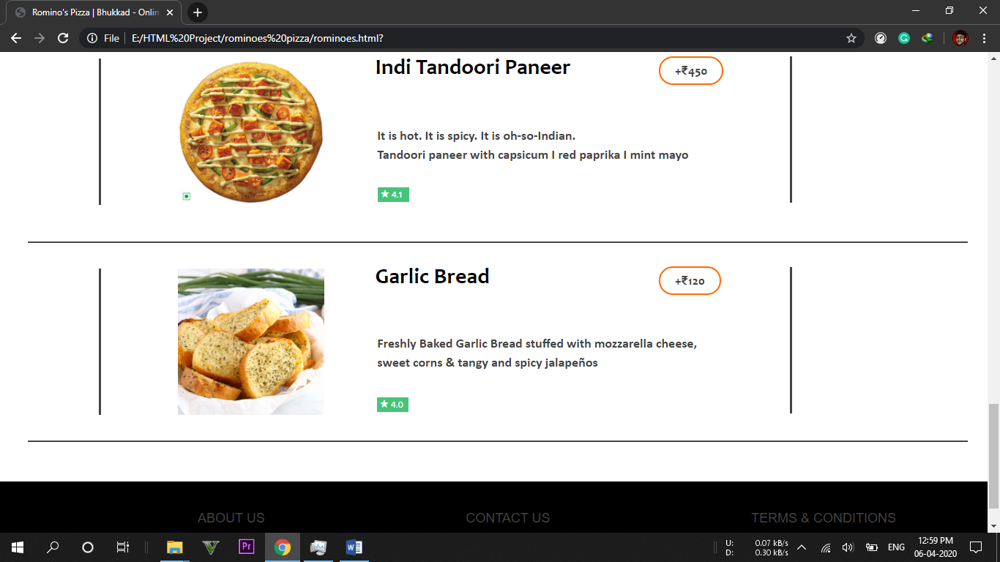 Romino's Pizza | Bhukkad - Onlin
File
E:/HTML%20Project/rominoes%20pizza/rominoes.html?
Indi Tandoori Paneer
+₹450
It is hot. It is spicy. It is oh-so-Indian.
Tandoori paneer with capsicum I red paprika I mint mayo
★ 4.1
Garlic Bread
+₹120
Freshly Baked Garlic Bread stuffed with mozzarella cheese,
sweet corns & tangy and spicy jalapeños
★ 4.0
ABOUT US
CONTACT US
TERMS & CONDITIONS
Pr
U: 0.07 kB/s
D: 0.30 kB/s
ENG
12:59 PM
06-04-2020